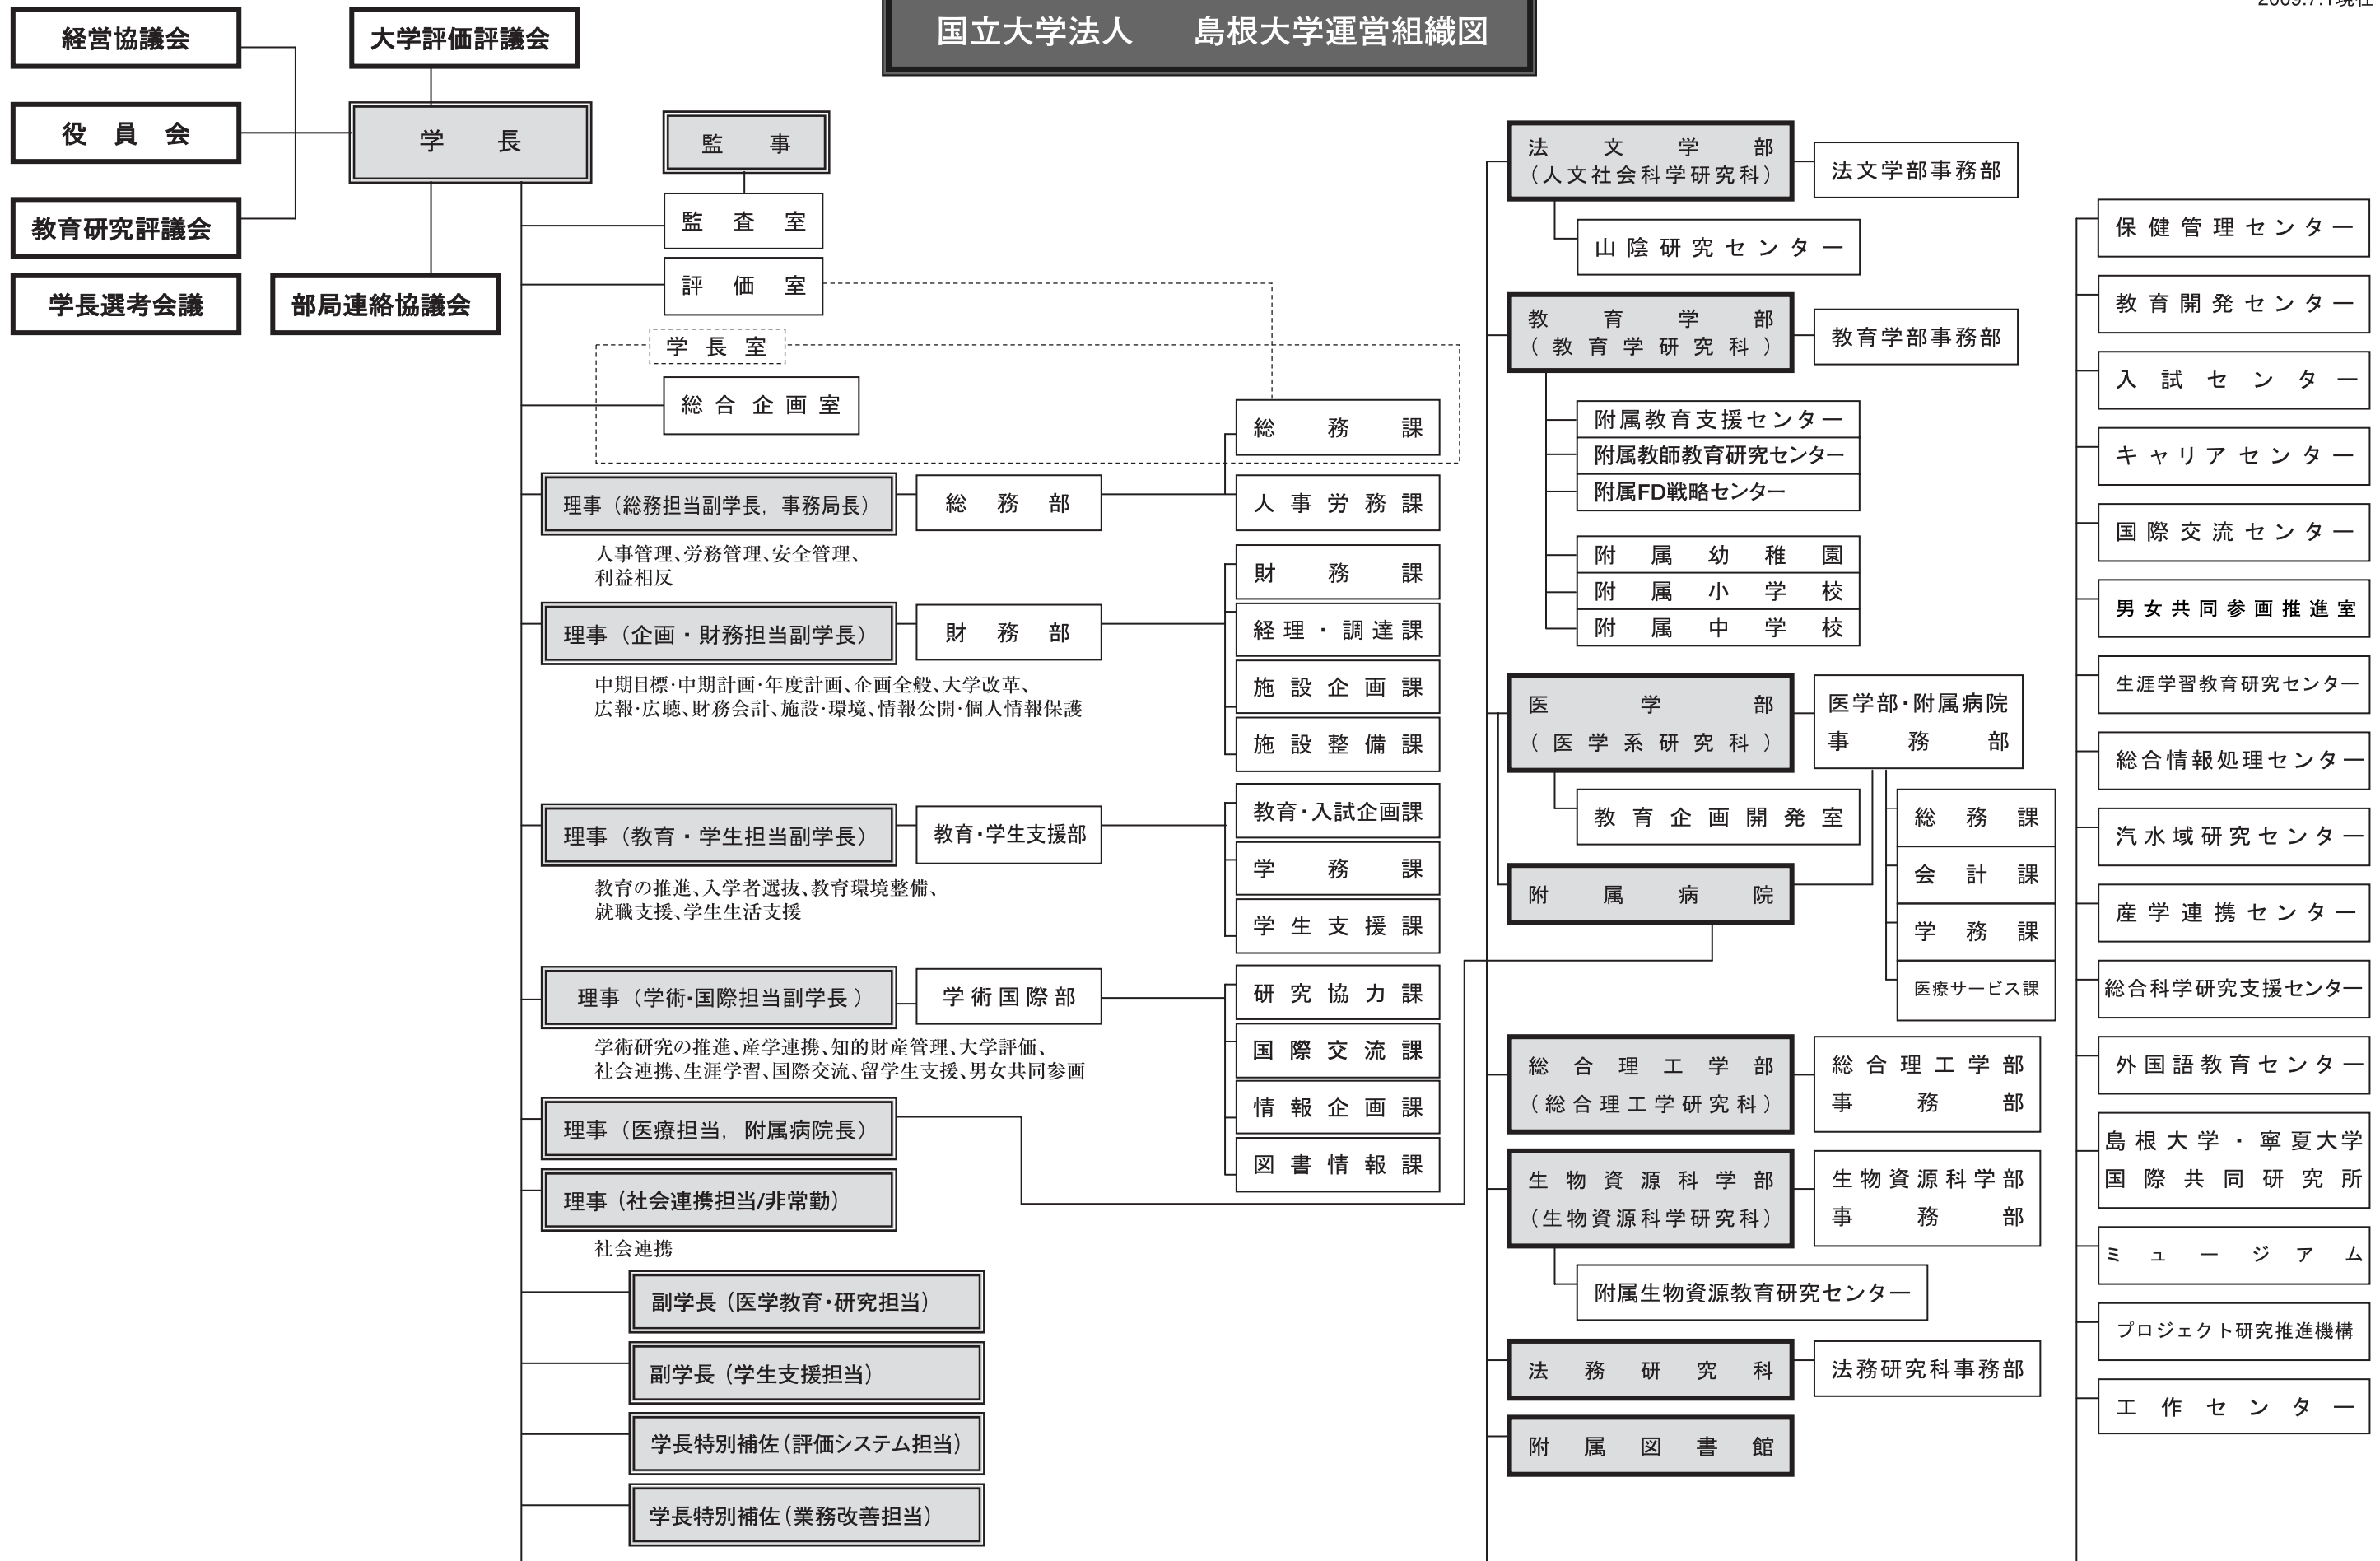 国立大学法人　島根大学運営組織図
経営協議会
大学評価評議会
役員会
学長
監事
教育研究評議会
学長選考会議
部局連絡協議会
監査室
評価室
学長室
総合企画室
理事（総務担当副学長，事務局長）
総務部
総務課
人事労務課
人事管理、労務管理、安全管理、
利益相反
理事（企画・財務担当副学長）
財務部
財務課
経理・調達課
施設企画課
施設整備課
中期目標・中期計画・年度計画、企画全般、大学改革、
広報・広聴、財務会計、施設・環境、情報公開・個人情報保護
理事（教育・学生担当副学長）
教育・学生支援部
教育・入試企画課
学務課
学生支援課
教育の推進、入学者選抜、教育環境整備、
就職支援、学生生活支援
理事（学術・国際担当副学長）
学術国際部
研究協力課
国際交流課
情報企画課
図書情報課
学術研究の推進、産学連携、知的財産管理、大学評価、
社会連携、生涯学習、国際交流、留学生支援、男女共同参画
理事（医療担当，附属病院長）
理事（社会連携担当/非常勤）
社会連携
副学長（医学教育・研究担当）
副学長（学生支援担当）
学長特別補佐（評価システム担当）
学長特別補佐（業務改善担当）
法文学部
（人文社会科学研究科）
法文学部事務部
山陰研究センター
教育学部
（教育学研究科）
教育学部事務部
附属教育支援センター
附属教師教育研究センター
附属FD戦略センター
附属幼稚園
附属小学校
附属中学校
医学部
（医学系研究科）
医学部・附属病院
事務部
教育企画開発室
附属病院
総務課
会計課
学務課
医療サービス課
総合理工学部
（総合理工学研究科）
総合理工学部
事務部
生物資源科学部
（生物資源科学研究科）
生物資源科学部
事務部
附属生物資源教育研究センター
法務研究科
法務研究科事務部
附属図書館
保健管理センター
教育開発センター
入試センター
キャリアセンター
国際交流センター
男女共同参画推進室
生涯学習教育研究センター
総合情報処理センター
汽水域研究センター
産学連携センター
総合科学研究支援センター
外国語教育センター
島根大学・寧夏大学
国際共同研究所
ミュージアム
プロジェクト研究推進機構
工作センター